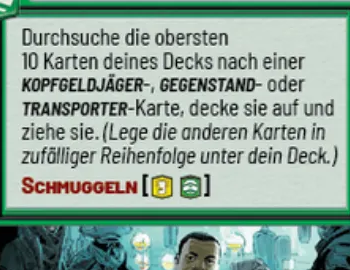 Durchsuche die obersten
10 Karten deines Decks nach einer
KOPFGELDJÄGER-, GEGENSTAND- oder
TRANSPORTER-Karte, decke sie auf und
ziehe sie. (Lege die anderen Karten in
zufälliger Reihenfolge unter dein Deck.)
SCHMUGGELN [3 ]